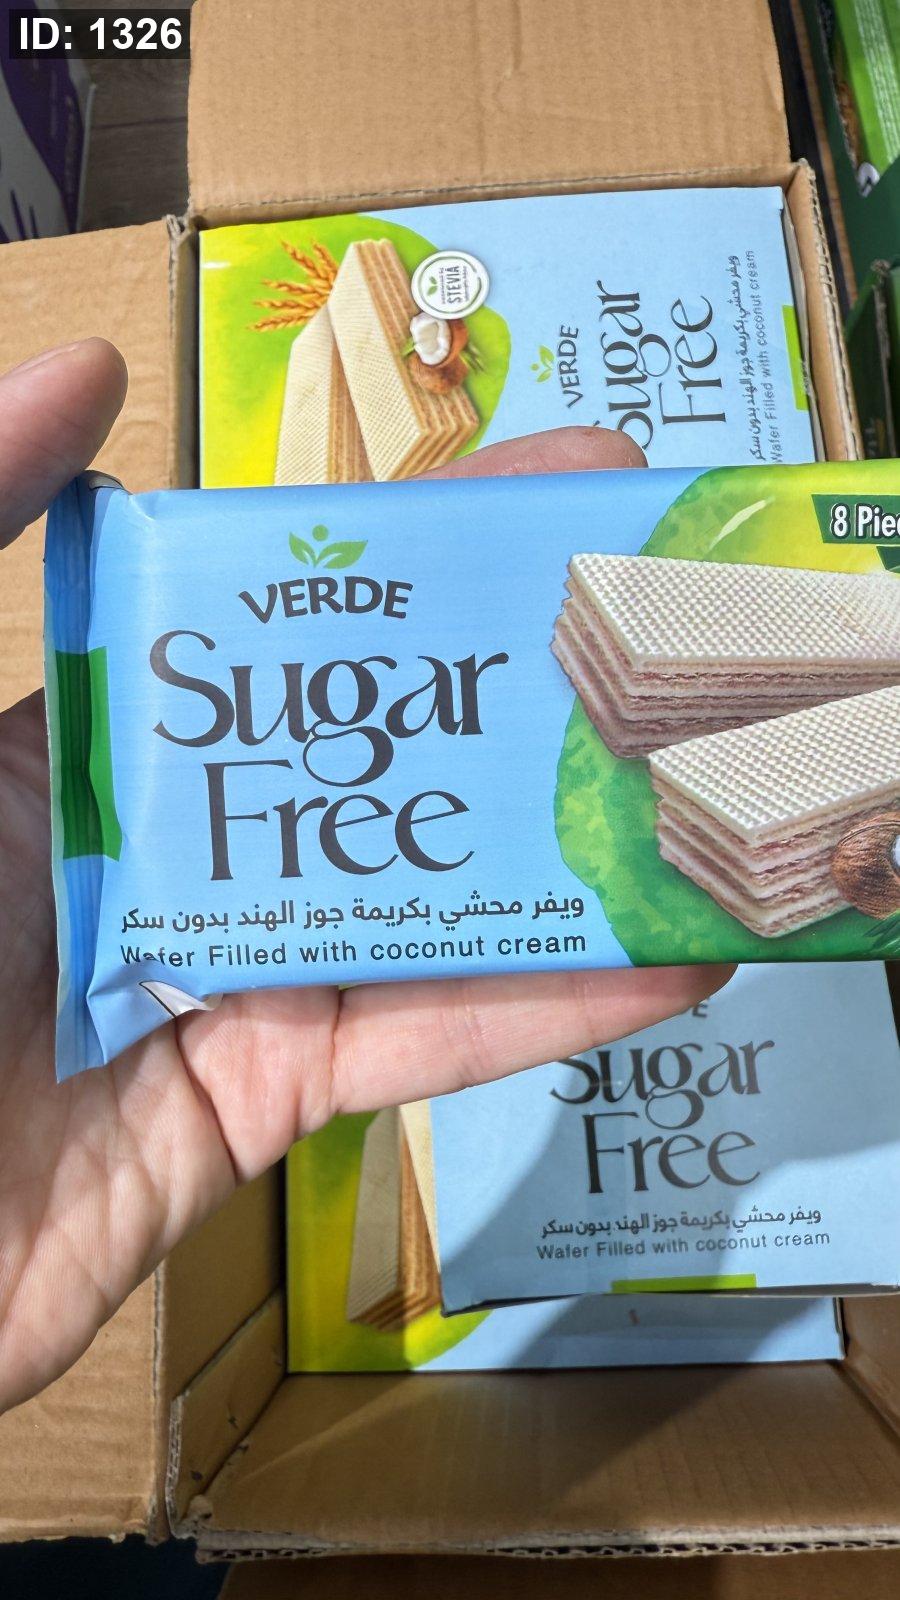 ID: 1326
STEVIA
VERDE
Sugar
Free
ويفر محشي بكريمة جوز الهند بدون سكر
Wafer Filled with coconut cream
8 Pie
VERDE
Sugar
Free
ويفر محشي بكريمة جوز الهند بدون سكر
Wafer Filled with coconut cream
Sugar
Free
ويفر محشي بكريمة جوز الهند بدون سكر
Wafer Filled with coconut cream